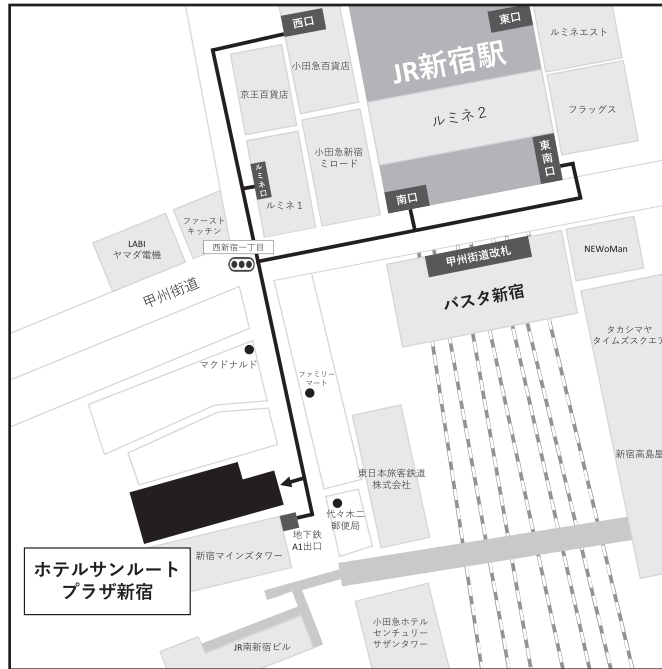 西口
東口
ルミネエスト
小田急百貨店
JR新宿駅
京王百貨店
ルミネ２
フラッグス
小田急新宿
ミロード
東南口
ルミネ口
南口
ルミネ１
ファースト
キッチン
LABI
ヤマダ電機
西新宿一丁目
甲州街道改札
NEWoMan
甲州街道
バスタ新宿
タカシマヤ
タイムズスクエア
マクドナルド
ファミリー
マート
新宿高島屋
東日本旅客鉄道
株式会社
代々木二
郵便局
地下鉄
A1出口
新宿マインズタワー
ホテルサンルート
プラザ新宿
小田急ホテル
センチュリー
サザンタワー
JR南新宿ビル